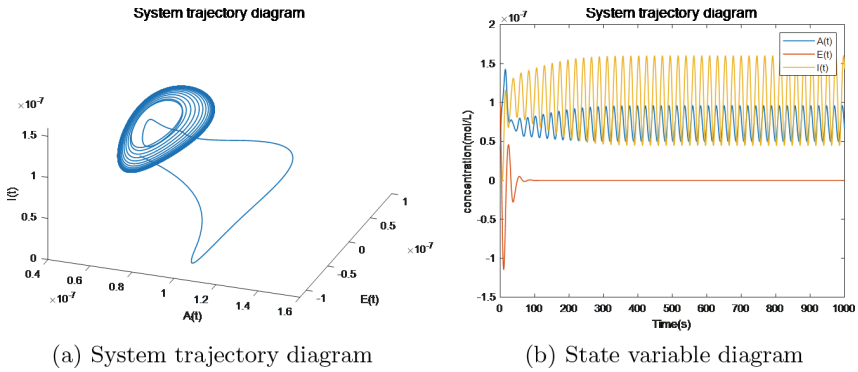 System trajectory diagram
×10⁻⁷
I(t)
1.5
1
0.5
0
0.4
0.6
0.8
1
1.2
1.4
1.6
×10⁻⁷
A(t)
-1
-0.5
0
0.5
1
×10⁻⁷
E(t)
(a) System trajectory diagram
System trajectory diagram
×10⁻⁷
A(t)
E(t)
I(t)
concentration(mol/L)
2
1.5
1
0.5
0
-0.5
-1
-1.5
0 100 200 300 400 500 600 700 800 900 1000
Time(s)
(b) State variable diagram